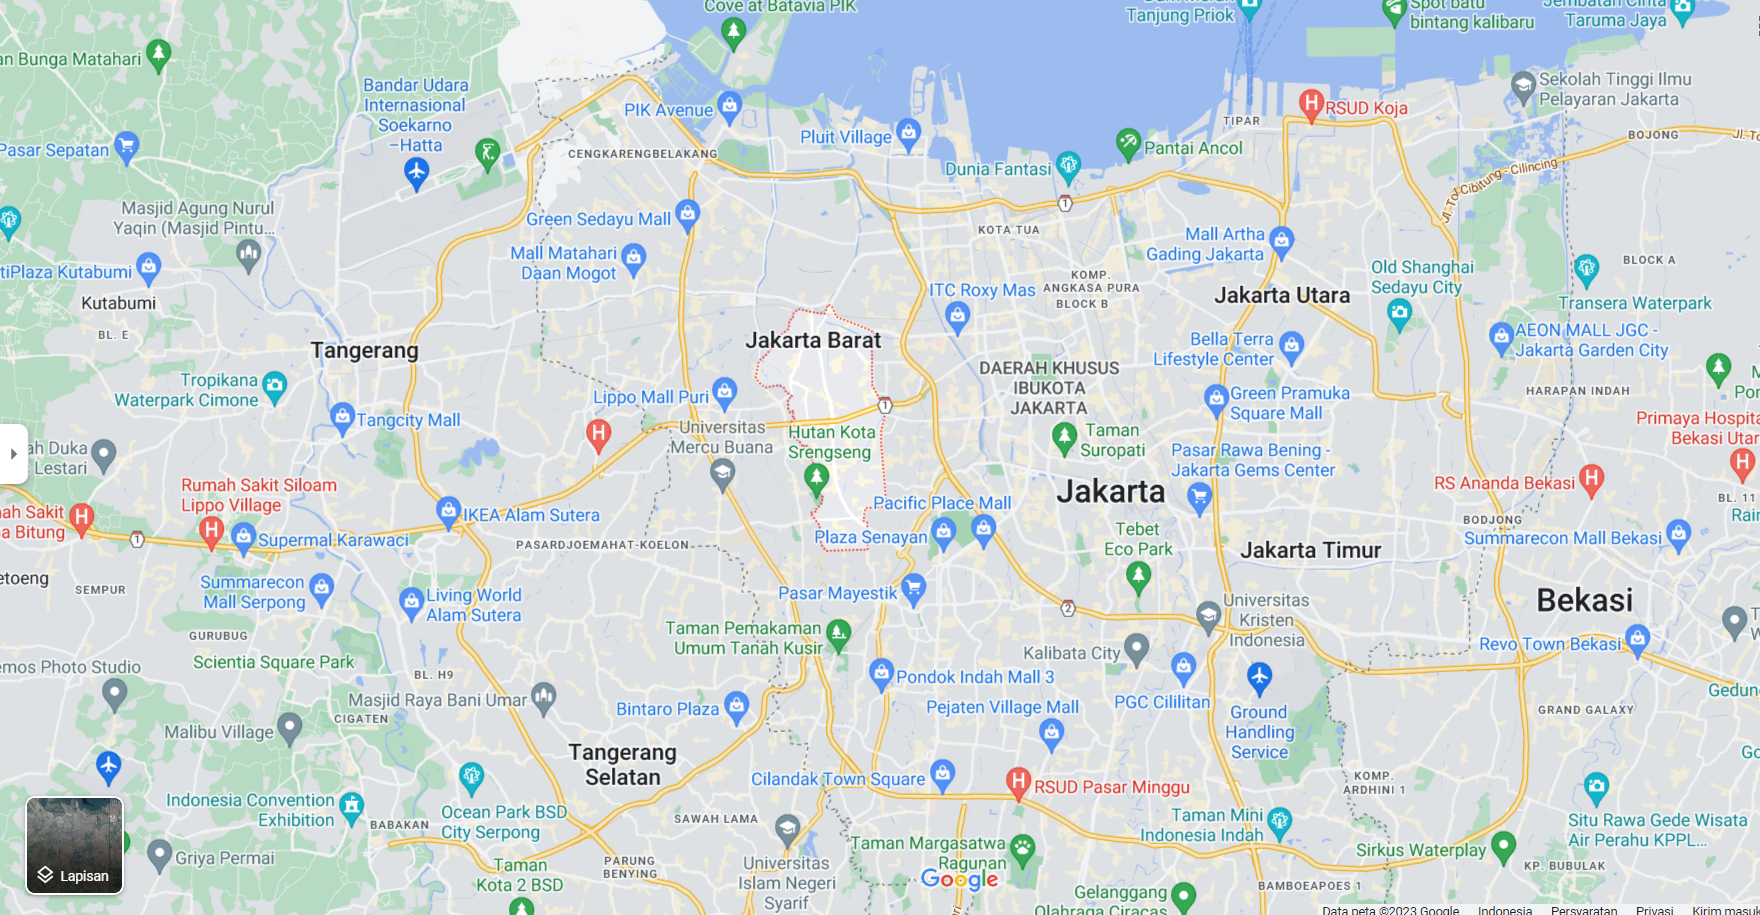 Cove at Batavia PIK
Tanjung Priok
Spot batu
bintang kalibaru
Jembatan Cinta
Taruma Jaya
an Bunga Matahari
Bandar Udara
Internasional
Soekarno
–Hatta
PIK Avenue
Pluit Village
RSUD Koja
Sekolah Tinggi Ilmu
Pelayaran Jakarta
TIPAR
BOJONG
Pasar Sepatan
CENGKARENGBELAKANG
Dunia Fantasi
Pantai Ancol
Jl. Tol Cibitung - Cilincing
Masjid Agung Nurul
Yaqin (Masjid Pintu...
Green Sedayu Mall
1
KOTA TUA
Mall Artha
Gading Jakarta
Mall Matahari
Daan Mogot
tiPlaza Kutabumi
Kutabumi
BL. E
KOMP.
ANGKASA PURA
BLOCK B
ITC Roxy Mas
Jakarta Utara
Old Shanghai
Sedayu City
BLOCK A
Transera Waterpark
Tangerang
Jakarta Barat
Bella Terra
Lifestyle Center
AEON MALL JGC -
Jakarta Garden City
DAERAH KHUSUS
IBUKOTA
JAKARTA
Tropikana
Waterpark Cimone
Lippo Mall Puri
1
Green Pramuka
Square Mall
HARAPAN INDAH
Tangcity Mall
Universitas
Mercu Buana
Hutan Kota
Srengseng
Taman
Suropati
Primaya Hospita
Bekasi Utar
ah Duka
Lestari
Pasar Rawa Bening -
Jakarta Gems Center
Rumah Sakit Siloam
Lippo Village
Jakarta
RS Ananda Bekasi
BL. 11
Rain
ah Sakit
a Bitung
1
IKEA Alam Sutera
Pacific Place Mall
Supermal Karawaci
PASARDJOEMAHAT-KOELON
Plaza Senayan
Tebet
Eco Park
Jakarta Timur
BODJONG
Summarecon Mall Bekasi
etoeng
SEMPUR
Summarecon
Mall Serpong
Living World
Alam Sutera
Pasar Mayestik
2
Universitas
Kristen
Indonesia
Bekasi
GURUBUG
Scientia Square Park
Taman Pemakaman
Umum Tanah Kusir
Kalibata City
Revo Town Bekasi
emos Photo Studio
BL. H9
Masjid Raya Bani Umar
Pondok Indah Mall 3
PGC Cililitan
Gedung
Bintaro Plaza
Pejaten Village Mall
Ground
Handling
Service
GRAND GALAXY
CIGATEN
Malibu Village
Tangerang
Selatan
Cilandak Town Square
RSUD Pasar Minggu
KOMP.
ARDHINI 1
Indonesia Convention
Exhibition
BABAKAN
Ocean Park BSD
City Serpong
SAWAH LAMA
Taman Mini
Indonesia Indah
Situ Rawa Gede Wisata
Air Perahu KPPL...
Griya Permai
Lapisan
Taman
Kota 2 BSD
PARUNG
BENYING
Universitas
Islam Negeri
Syarif
Taman Margasatwa
Ragunan
Google
Sirkus Waterplay
KP. BUBULAK
Gelanggang
Olahraga Ciracas
BAMBOEAPOES 1
Data peta ©2023 Google Indonesia Persyaratan Privasi Kirim masuk